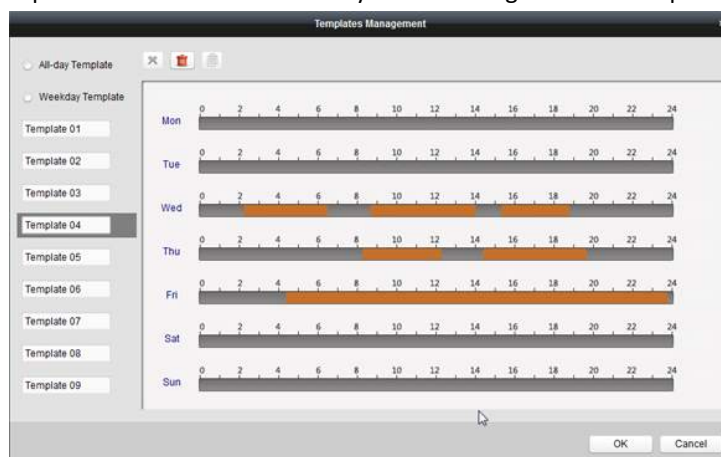 Templates Management
All-day Template
Weekday Template
Template 01
Template 02
Template 03
Template 04
Template 05
Template 06
Template 07
Template 08
Template 09
0 2 4 6 8 10 12 14 16 18 20 22 24
Mon
0 2 4 6 8 10 12 14 16 18 20 22 24
Tue
0 2 4 6 8 10 12 14 16 18 20 22 24
Wed
0 2 4 6 8 10 12 14 16 18 20 22 24
Thu
0 2 4 6 8 10 12 14 16 18 20 22 24
Fri
0 2 4 6 8 10 12 14 16 18 20 22 24
Sat
0 2 4 6 8 10 12 14 16 18 20 22 24
Sun
OK Cancel